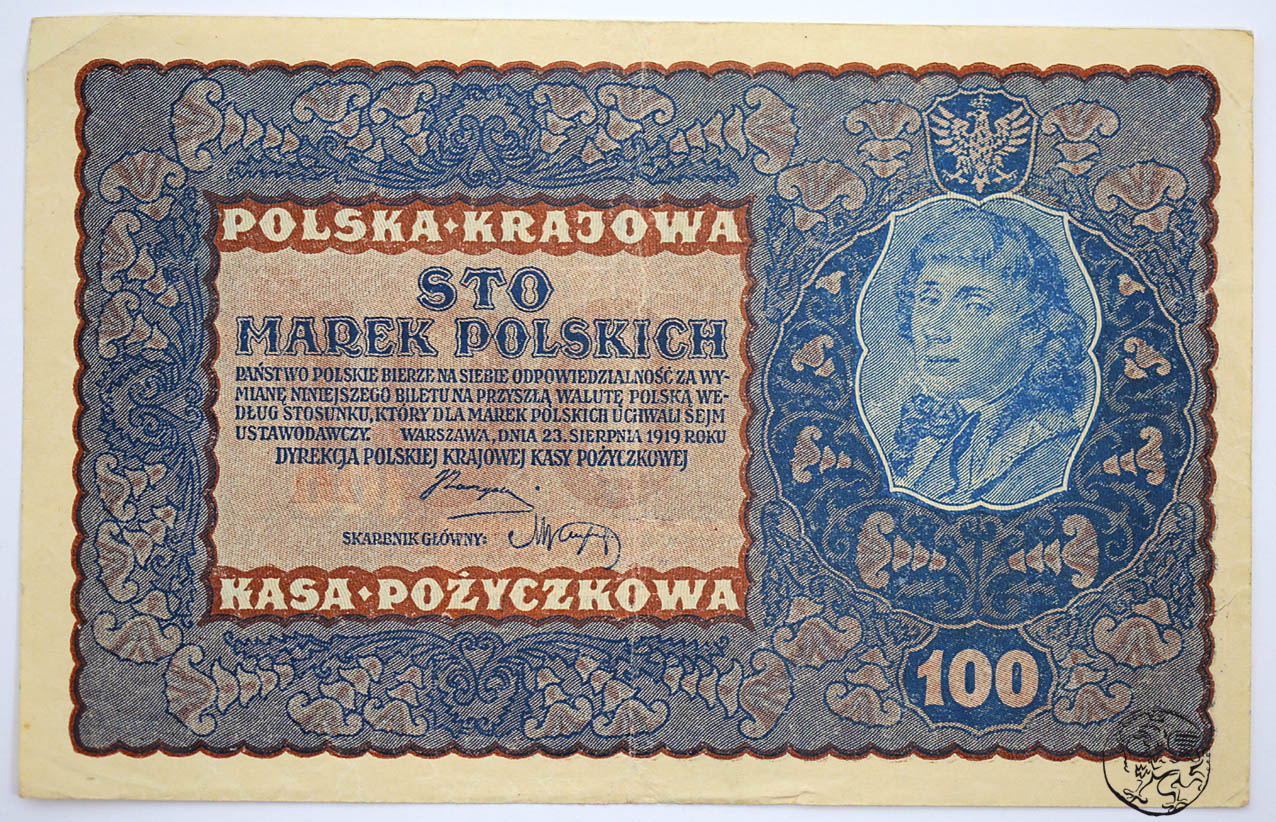 POLSKA·KRAJOWA
STO
MAREK POLSKICH
PAŃSTWO POLSKIE BIERZE NA SIEBIE ODPOWIEDZIALNOŚĆ ZA WY-
MIANĘ NINIEJSZEGO BILETU NA PRZYSZŁĄ WALUTĘ POLSKĄ WE-
DŁUG STOSUNKU, KTÓRY DLA MAREK POLSKICH UCHWALI SEJM
USTAWODAWCZY. WARSZAWA, DNIA 23. SIERPNIA 1919 ROKU
DYREKCJA POLSKIEJ KRAJOWEJ KASY POŻYCZKOWEJ
SKARBNIK GŁÓWNY:
KASA·POŻYCZKOWA
100